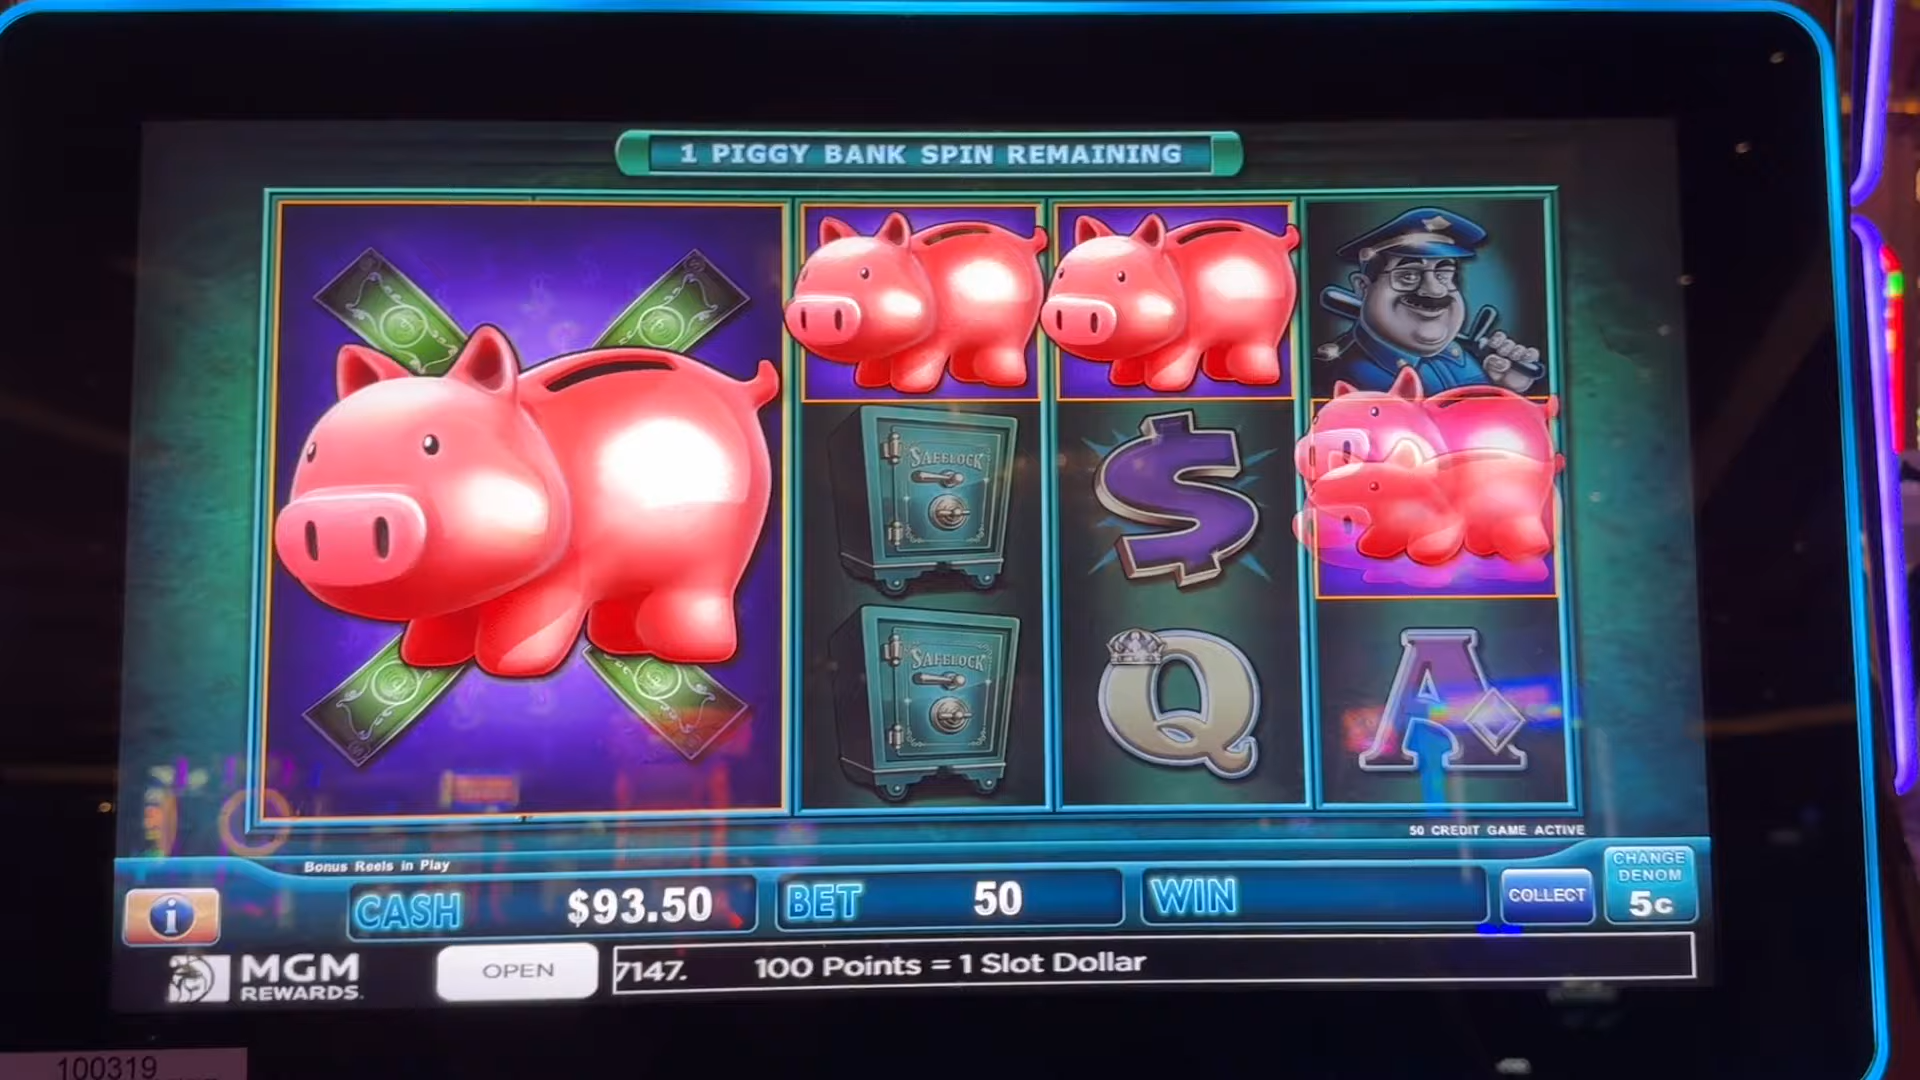 1 PIGGY BANK SPIN REMAINING
SAFELOCK
$
SAFELOCK
Q
A
50 CREDIT GAME ACTIVE
Bonus Reels in Play
CASH $93.50
BET 50
WIN
COLLECT
CHANGE
DENOM
5¢
MGM
REWARDS.
OPEN
7147. 100 Points = 1 Slot Dollar
100319